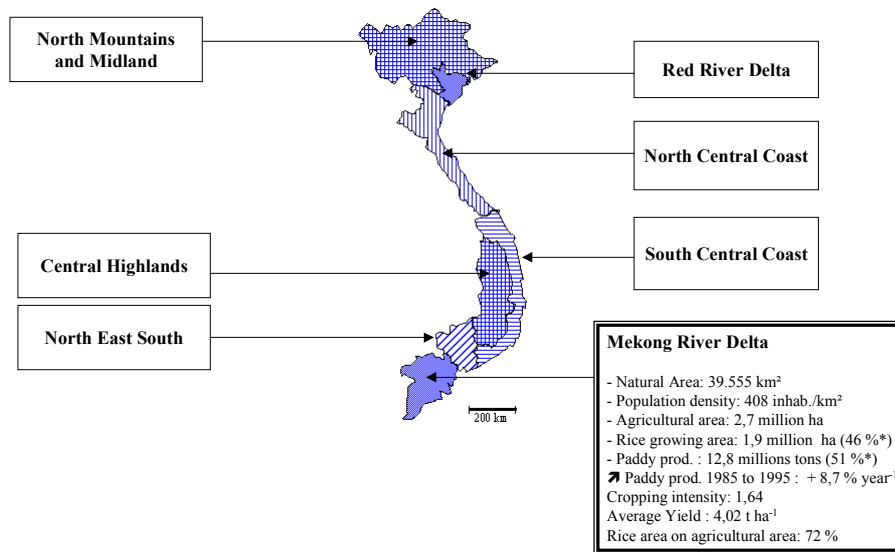 North Mountains
and Midland
Red River Delta
North Central Coast
Central Highlands
South Central Coast
North East South
200 km
Mekong River Delta
- Natural Area: 39.555 km²
- Population density: 408 inhab./km²
- Agricultural area: 2,7 million ha
- Rice growing area: 1,9 million ha (46 %*)
- Paddy prod. : 12,8 millions tons (51 %*)
↗ Paddy prod. 1985 to 1995 : + 8,7 % year⁻¹
Cropping intensity: 1,64
Average Yield : 4,02 t ha⁻¹
Rice area on agricultural area: 72 %